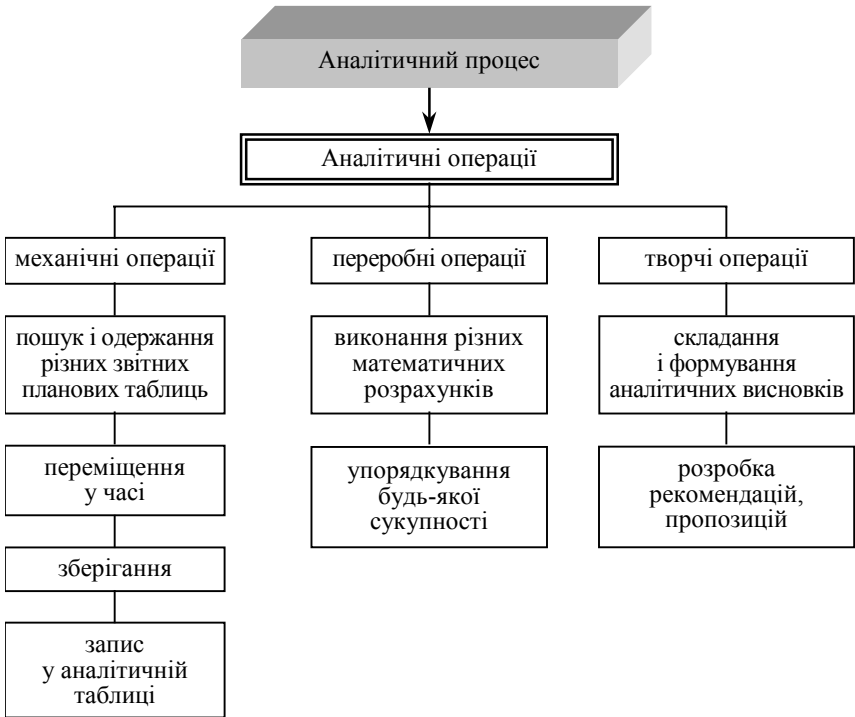 Аналітичний процес
Аналітичні операції
механічні операції
переробні операції
творчі операції
пошук і одержання
різних звітних
планових таблиць
виконання різних
математичних
розрахунків
складання
і формування
аналітичних висновків
переміщення
у часі
упорядкування
будь-якої
сукупності
розробка
рекомендацій,
пропозицій
зберігання
запис
у аналітичній
таблиці